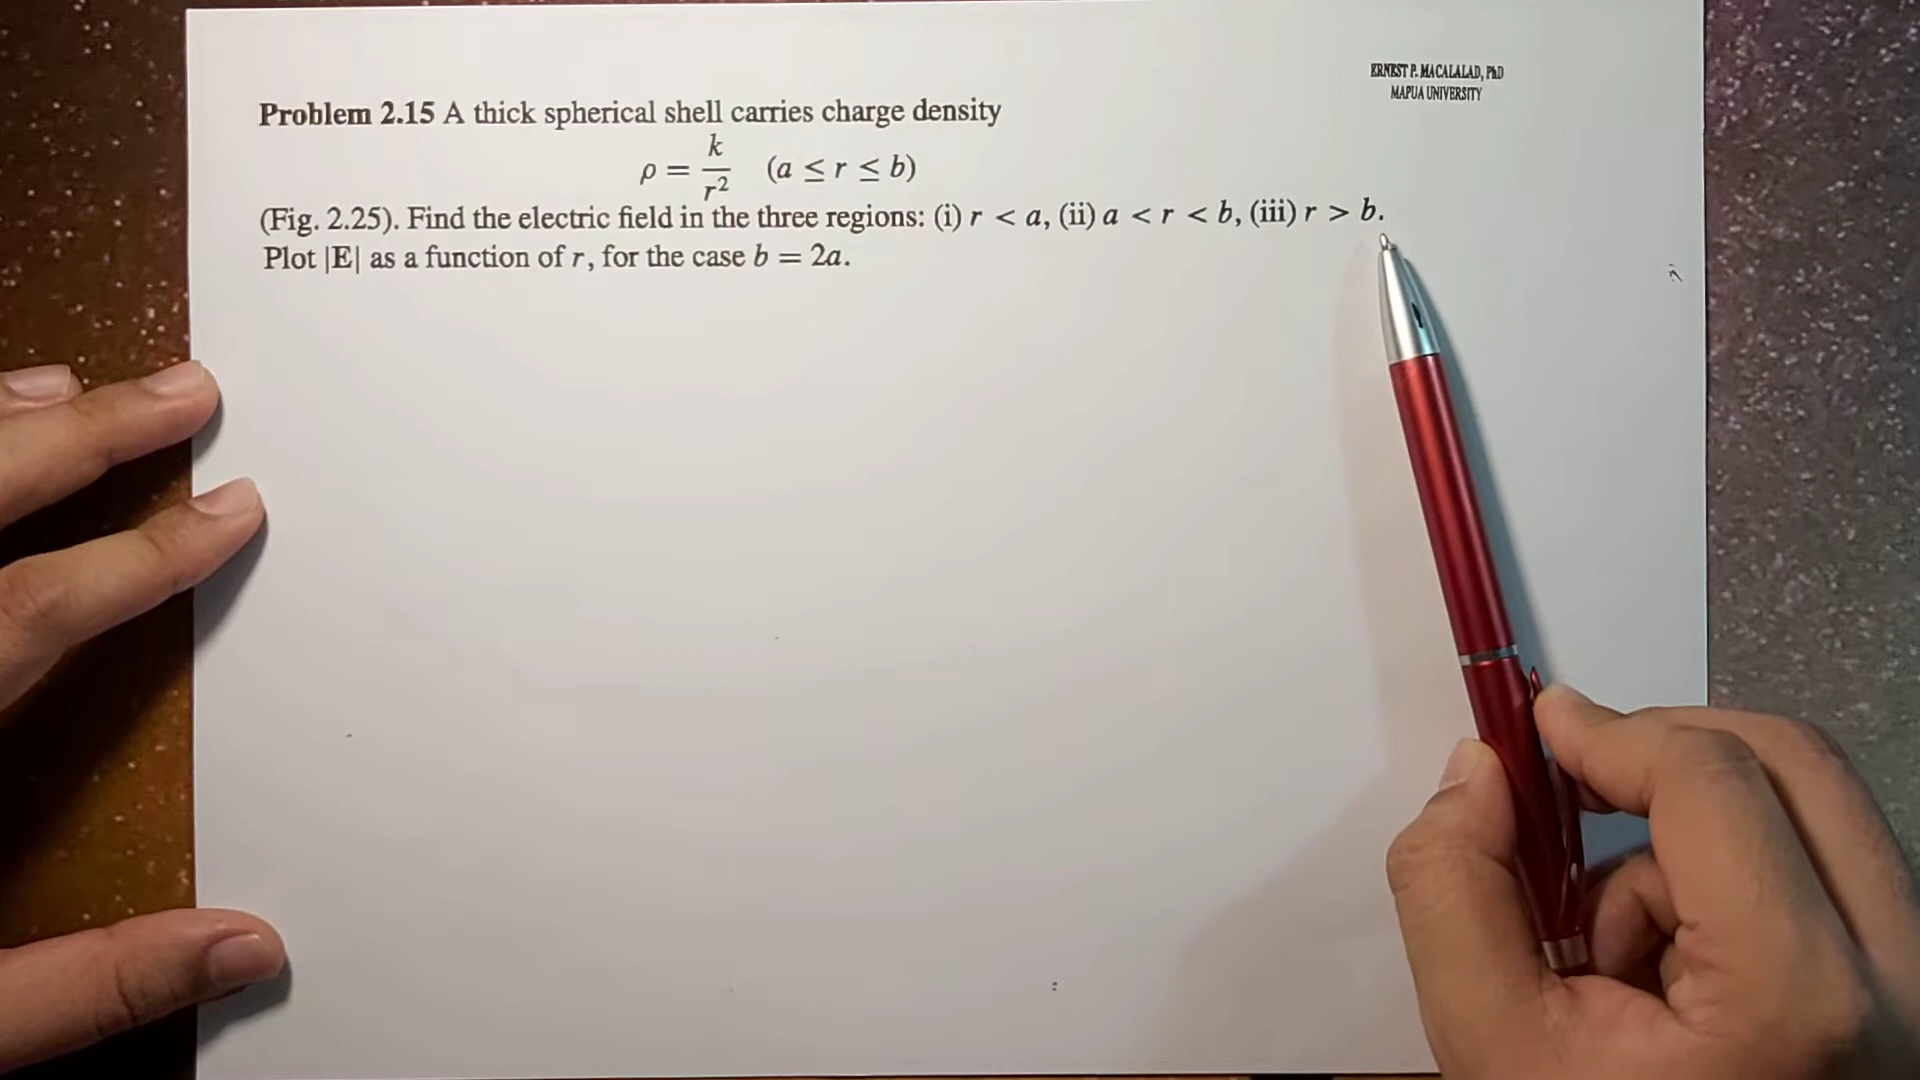 ERNEST P. MACALALAD, PhD
MAPUA UNIVERSITY
Problem 2.15 A thick spherical shell carries charge density
ρ = k/r² (a ≤ r ≤ b)
(Fig. 2.25). Find the electric field in the three regions: (i) r < a, (ii) a < r < b, (iii) r > b.
Plot |E| as a function of r, for the case b = 2a.